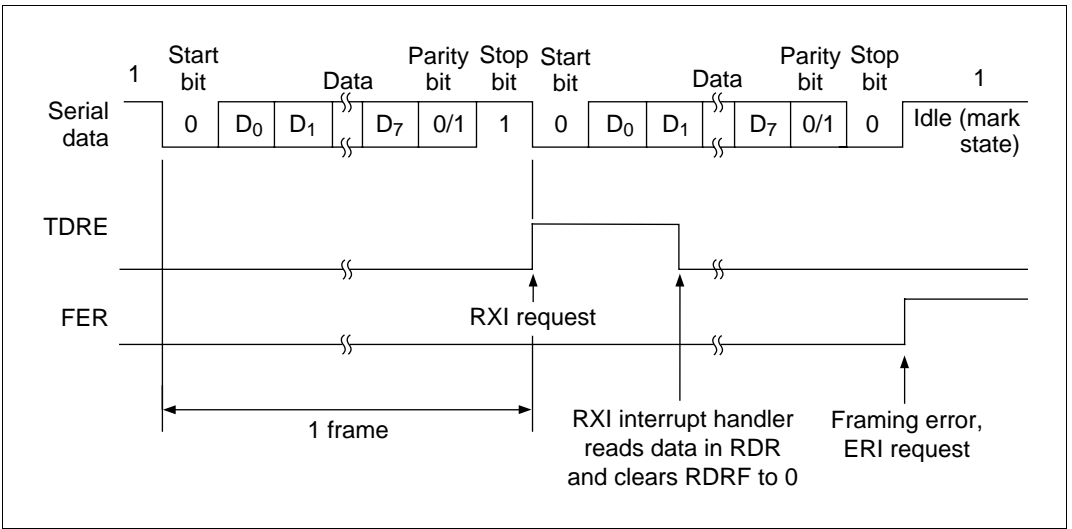 1 Start bit Data Parity bit Stop bit Start bit Data Parity bit Stop bit 1
Serial data 0 D0 D1 D7 0/1 1 0 D0 D1 D7 0/1 0 Idle (mark state)
TDRE
RXI request
FER
1 frame
RXI interrupt handler
reads data in RDR
and clears RDRF to 0
Framing error,
ERI request